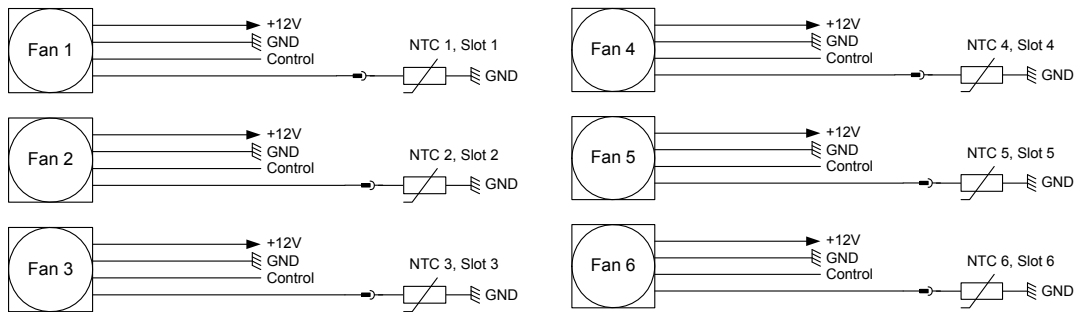 Fan 1
+12V
GND
Control
NTC 1, Slot 1
GND
Fan 2
+12V
GND
Control
NTC 2, Slot 2
GND
Fan 3
+12V
GND
Control
NTC 3, Slot 3
GND
Fan 4
+12V
GND
Control
NTC 4, Slot 4
GND
Fan 5
+12V
GND
Control
NTC 5, Slot 5
GND
Fan 6
+12V
GND
Control
NTC 6, Slot 6
GND